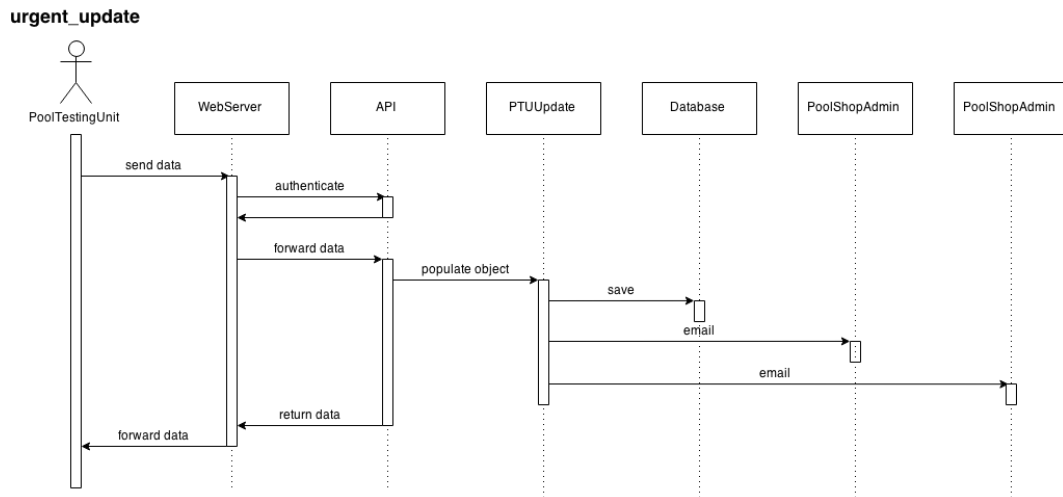 urgent_update
PoolTestingUnit
WebServer
API
PTUUpdate
Database
PoolShopAdmin
PoolShopAdmin
send data
authenticate
forward data
populate object
save
email
email
return data
forward data